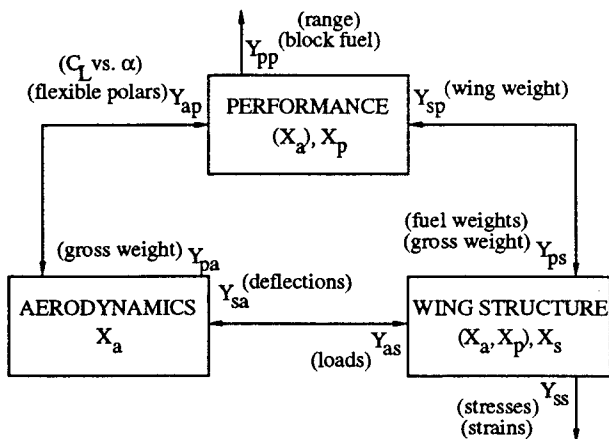 (range)
(block fuel)
Y_pp
(C_L vs. α)
(flexible polars) Y_ap
Y_sp (wing weight)
PERFORMANCE
(X_a), X_p
(fuel weights)
(gross weight) Y_ps
(gross weight) Y_pa
Y_sa (deflections)
AERODYNAMICS
X_a
WING STRUCTURE
(X_a, X_p), X_s
(loads) Y_as
(stresses) Y_ss
(strains)